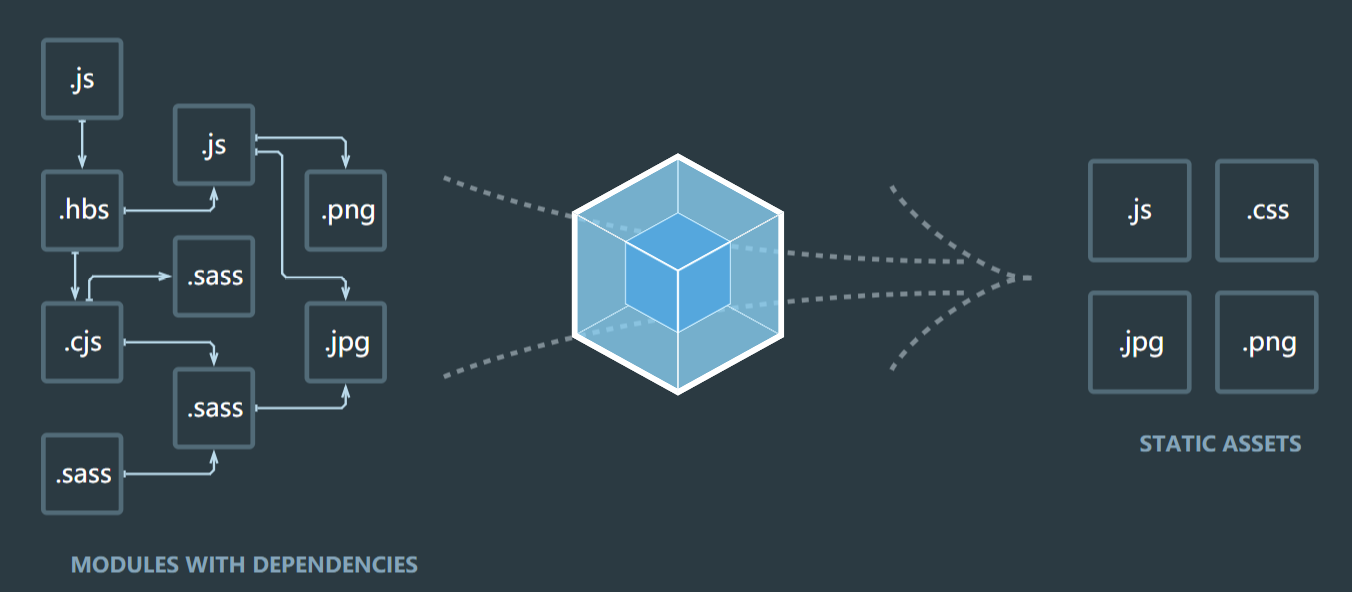 .js
.js
.hbs
.png
.sass
.cjs
.jpg
.sass
.sass
MODULES WITH DEPENDENCIES
.js
.css
.jpg
.png
STATIC ASSETS